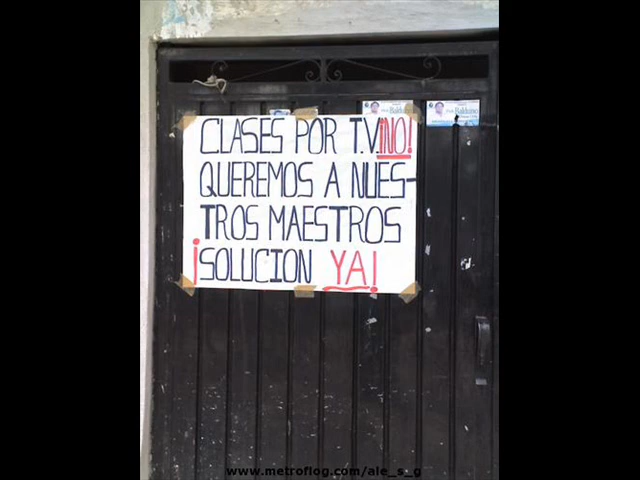 CLASES POR T.V.¡NO!
QUEREMOS A NUES-
TROS MAESTROS
¡SOLUCION YA!
www.metroflog.com/ale_s_g